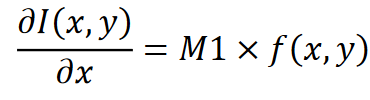 ∂I(x, y)/∂x = M1 × f(x, y)